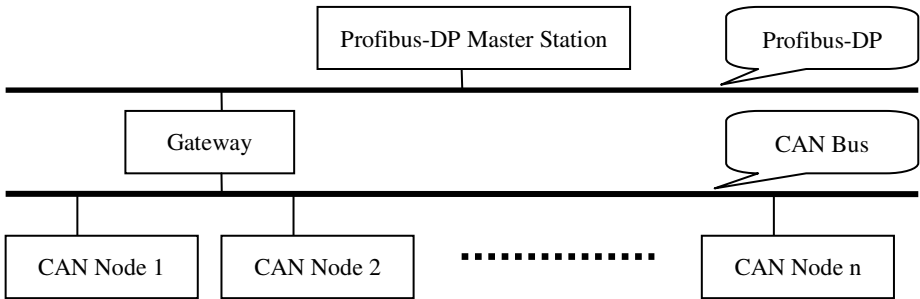 Profibus-DP Master Station
Profibus-DP
Gateway
CAN Bus
CAN Node 1
CAN Node 2
CAN Node n